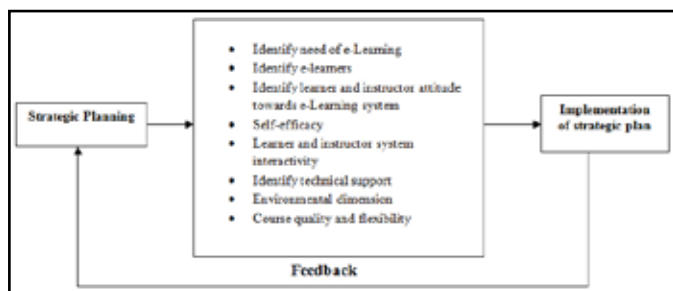 Strategic Planning
• Identify need of e-Learning
• Identify e-learners
• Identify learner and instructor attitude
towards e-Learning system
• Self-efficacy
• Learner and instructor system
interactivity
• Identify technical support
• Environmental dimension
• Course quality and flexibility
Implementation
of strategic plan
Feedback